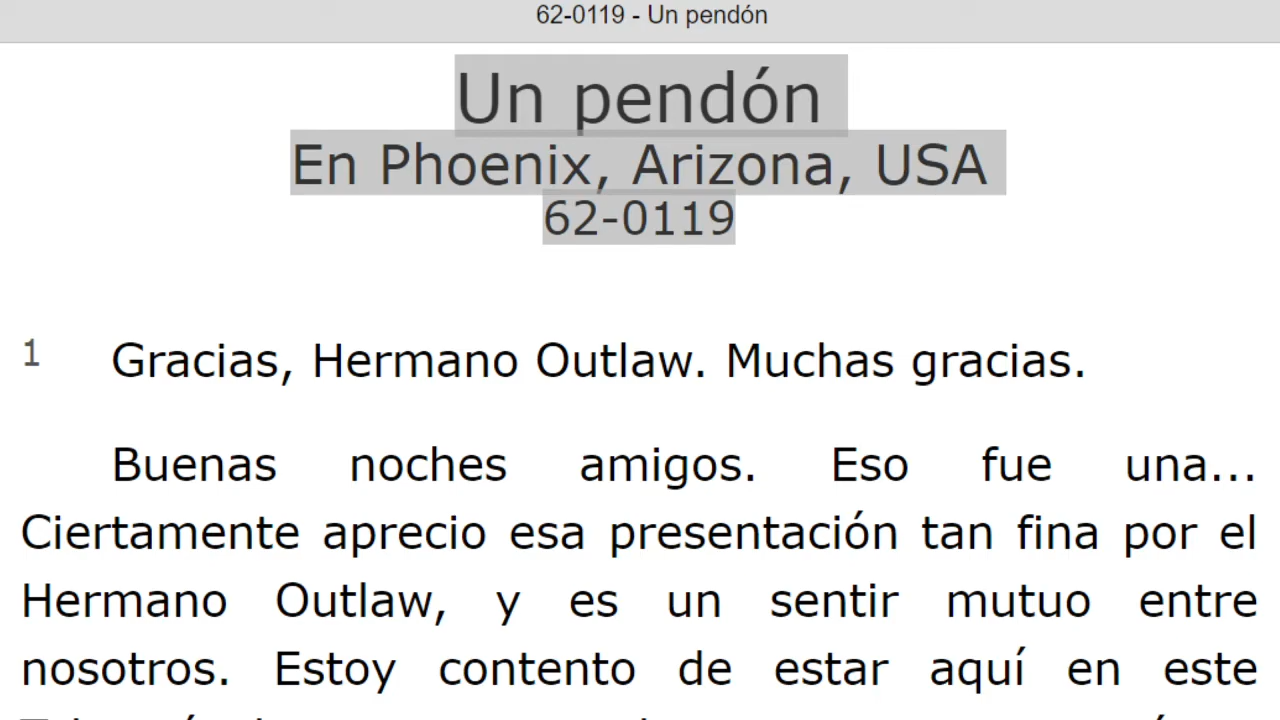 62-0119 - Un pendón
Un pendón
En Phoenix, Arizona, USA
62-0119
1 Gracias, Hermano Outlaw. Muchas gracias.
Buenas noches amigos. Eso fue una...
Ciertamente aprecio esa presentación tan fina por el
Hermano Outlaw, y es un sentir mutuo entre
nosotros. Estoy contento de estar aquí en este